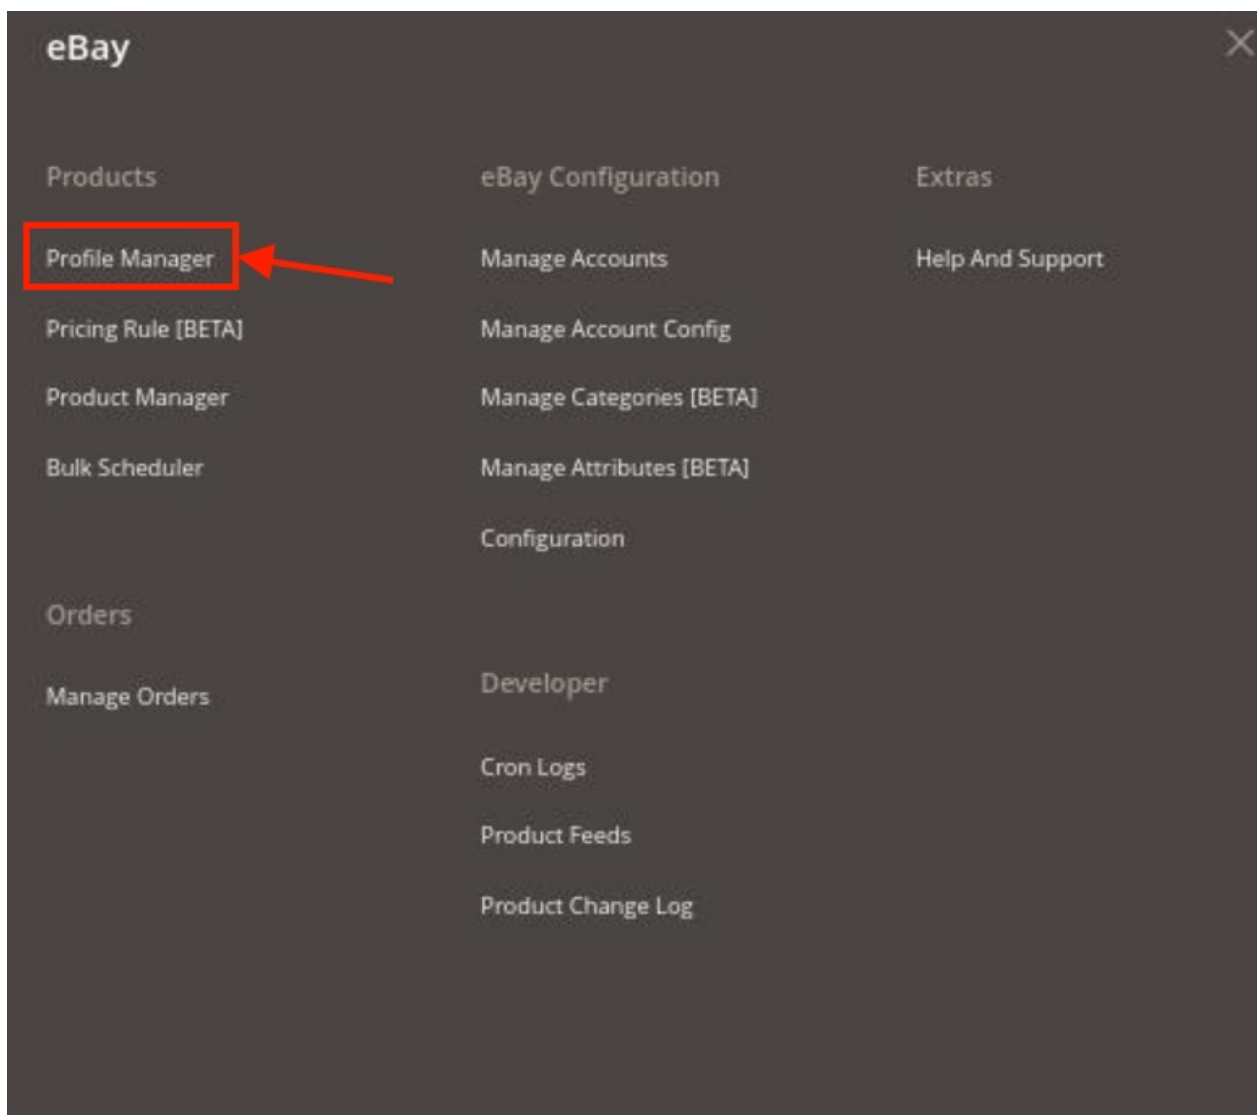 eBay
Products
Profile Manager
Pricing Rule [BETA]
Product Manager
Bulk Scheduler
Orders
Manage Orders
eBay Configuration
Manage Accounts
Manage Account Config
Manage Categories [BETA]
Manage Attributes [BETA]
Configuration
Developer
Cron Logs
Product Feeds
Product Change Log
Extras
Help And Support